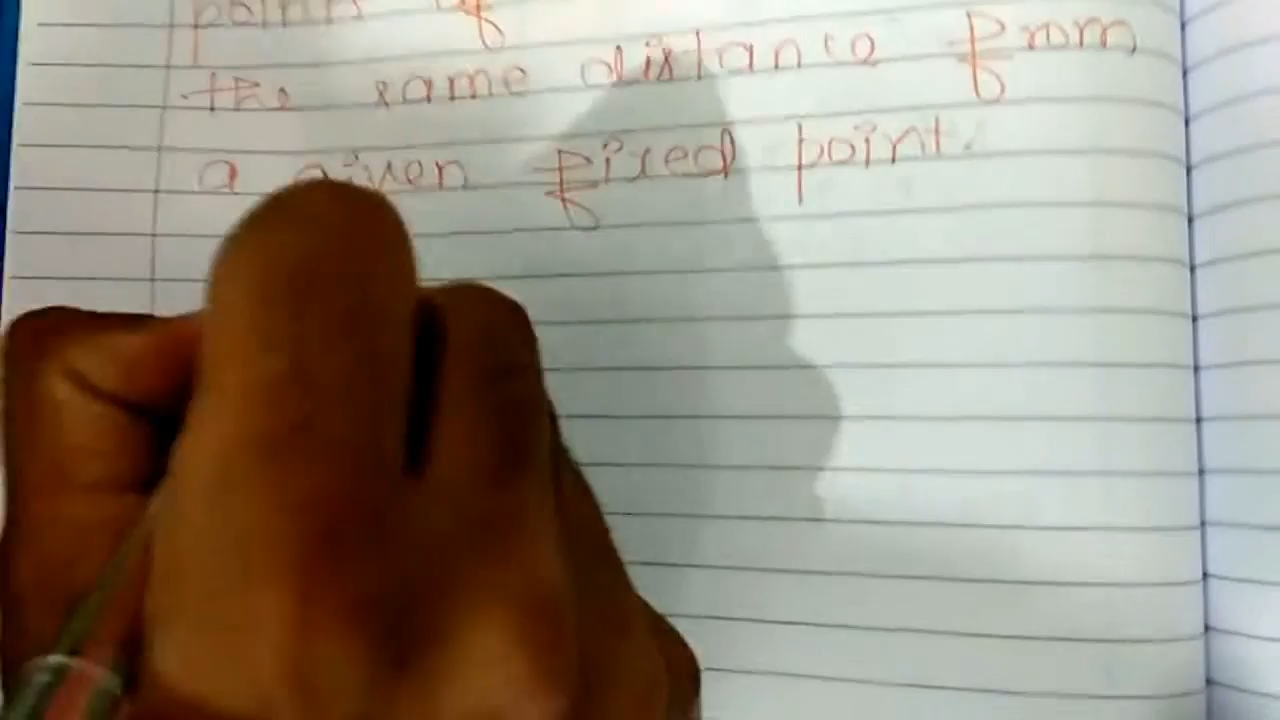 the same distance from
a given fixed point.